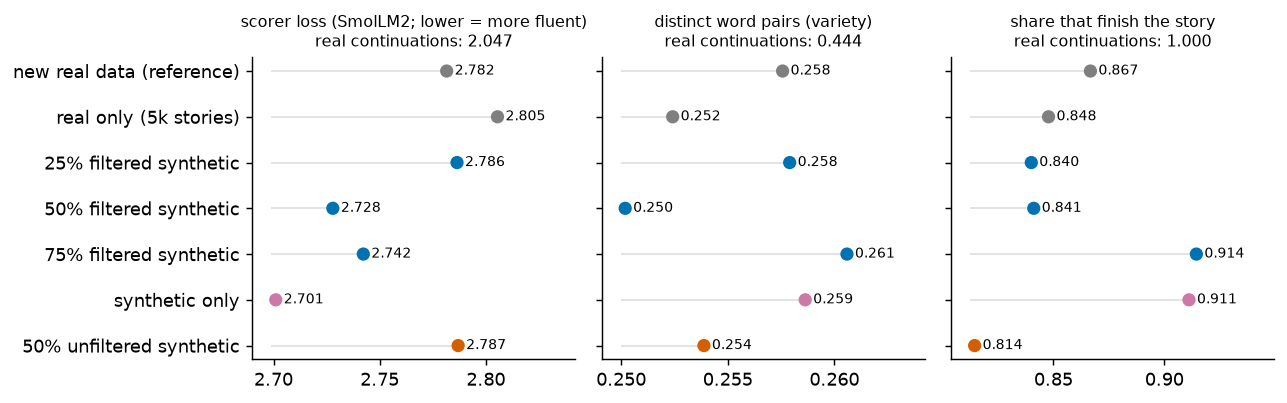 scorer loss (SmolLM2; lower = more fluent)
real continuations: 2.047
distinct word pairs (variety)
real continuations: 0.444
share that finish the story
real continuations: 1.000
new real data (reference)
2.782
0.258
0.867
real only (5k stories)
2.805
0.252
0.848
25% filtered synthetic
2.786
0.258
0.840
50% filtered synthetic
2.728
0.250
0.841
75% filtered synthetic
2.742
0.261
0.914
synthetic only
2.701
0.259
0.911
50% unfiltered synthetic
2.787
0.254
0.814
2.70 2.75 2.80
0.250 0.255 0.260
0.85 0.90